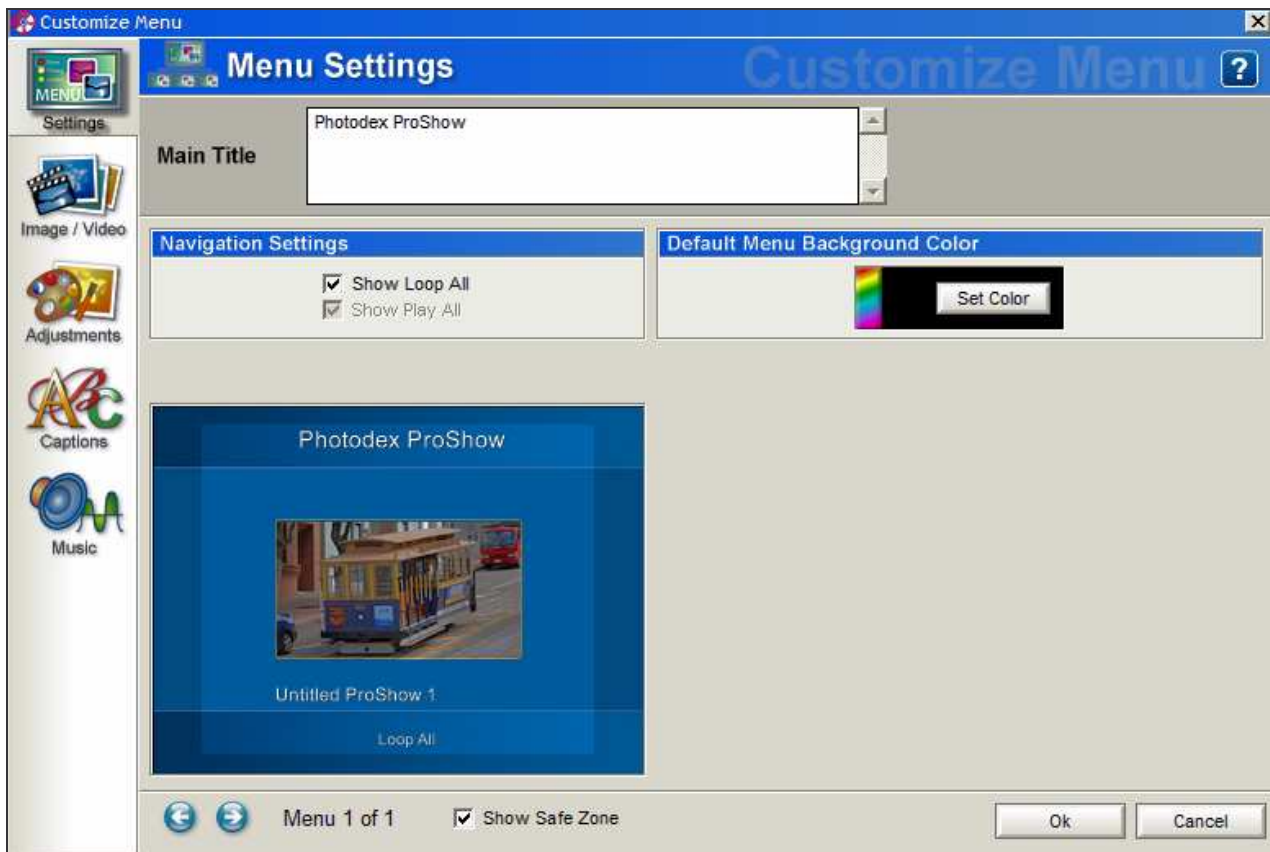 Customize Menu
Menu Settings
Customize Menu
?
MENU
Settings
Main Title
Photodex ProShow
Image / Video
Navigation Settings
Show Loop All
Show Play All
Default Menu Background Color
Set Color
Adjustments
ABC
Captions
Music
Photodex ProShow
Untitled ProShow 1
Loop All
Menu 1 of 1
Show Safe Zone
Ok
Cancel